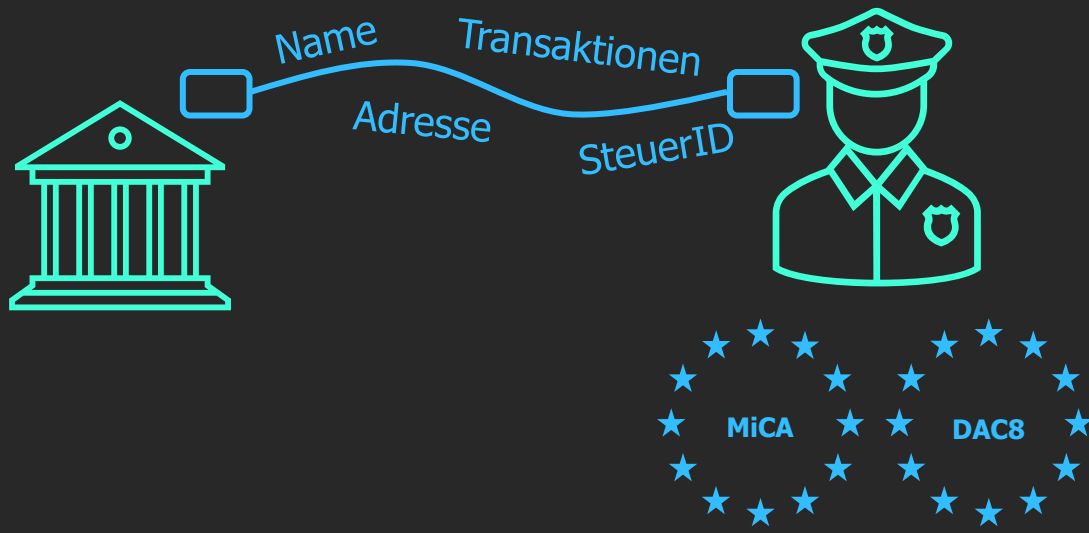 Name
Transaktionen
Adresse
SteuerID
MiCA
DAC8